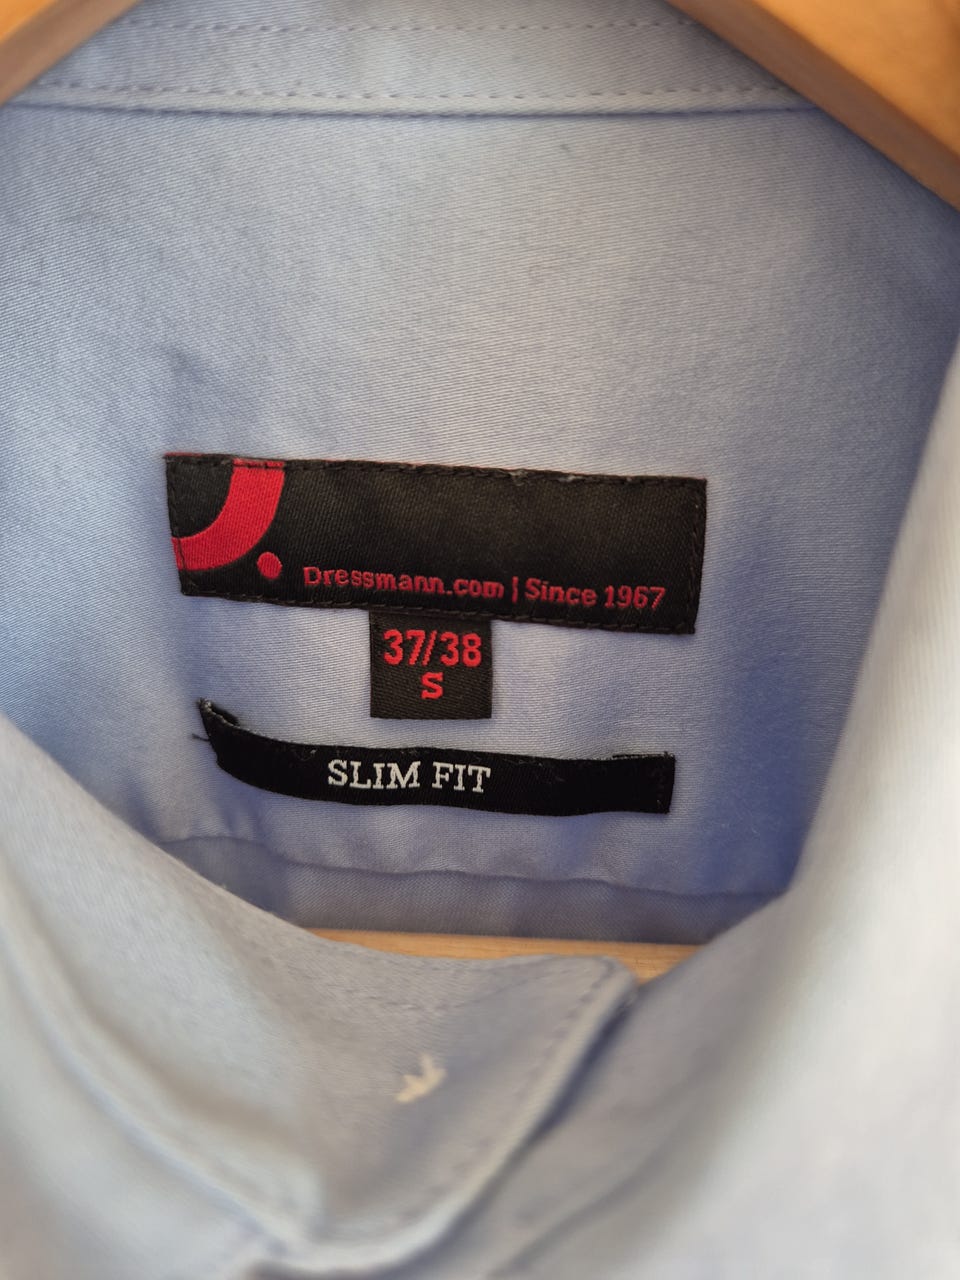 Dressmann.com | Since 1967
37/38
S
SLIM FIT